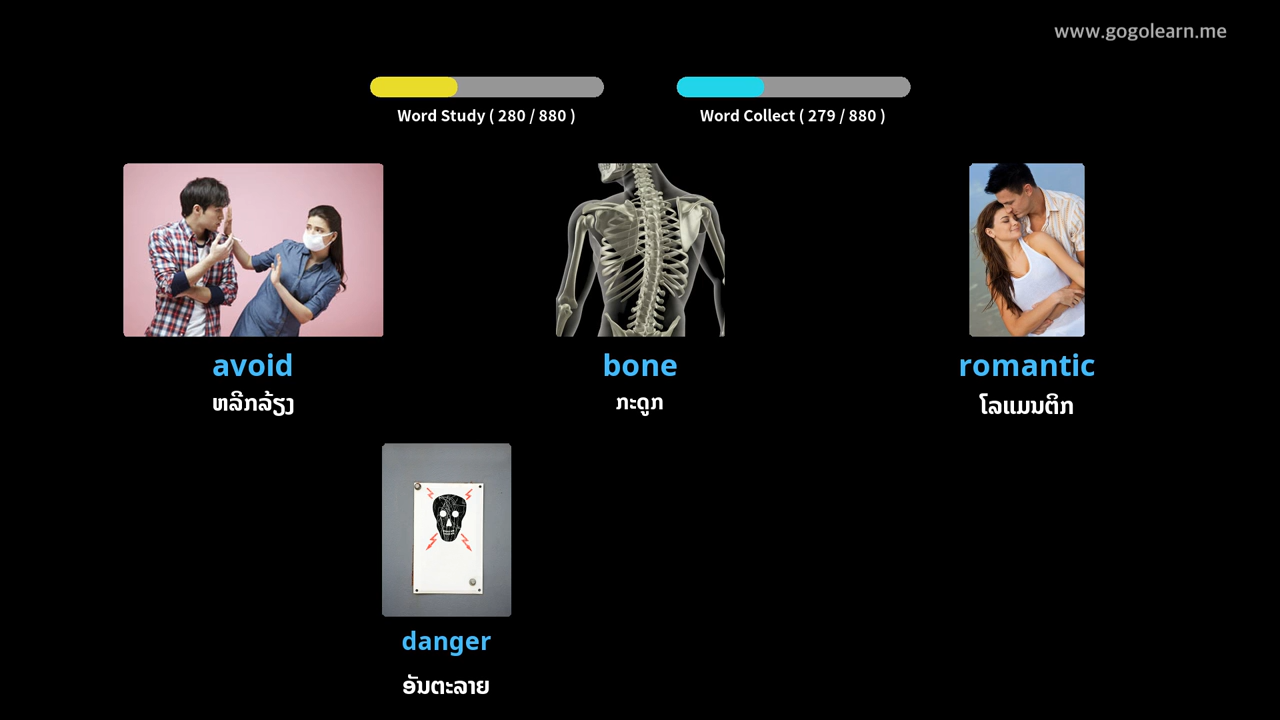 www.gogolearn.me
Word Study ( 280 / 880 )
Word Collect ( 279 / 880 )
avoid
ຫລີກລ້ຽງ
bone
ກະດູກ
romantic
ໂລແມນຕິກ
danger
ອັນຕະລາຍ